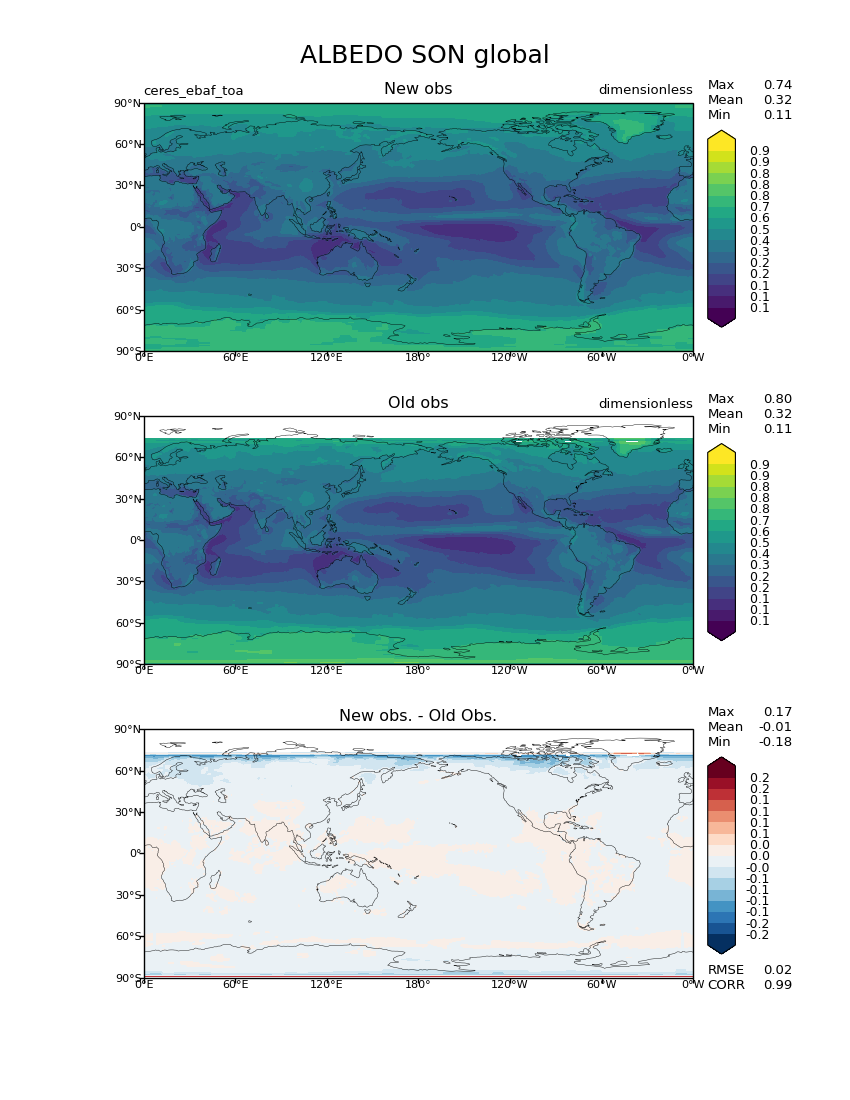 ALBEDO SON global
ceres_ebaf_toa New obs dimensionless
Max 0.74
Mean 0.32
Min 0.11
90°N
60°N
30°N
0°
30°S
60°S
90°S
0°E 60°E 120°E 180° 120°W 60°W 0°W
0.9
0.9
0.8
0.8
0.8
0.7
0.6
0.5
0.4
0.3
0.2
0.2
0.1
0.1
0.1
Old obs dimensionless
Max 0.80
Mean 0.32
Min 0.11
90°N
60°N
30°N
0°
30°S
60°S
90°S
0°E 60°E 120°E 180° 120°W 60°W 0°W
0.9
0.9
0.8
0.8
0.8
0.7
0.6
0.5
0.4
0.3
0.2
0.2
0.1
0.1
0.1
New obs. - Old Obs.
Max 0.17
Mean -0.01
Min -0.18
90°N
60°N
30°N
0°
30°S
60°S
90°S
0°E 60°E 120°E 180° 120°W 60°W 0°W
0.2
0.2
0.1
0.1
0.1
0.1
0.0
0.0
-0.0
-0.1
-0.1
-0.1
-0.1
-0.2
-0.2
RMSE 0.02
CORR 0.99